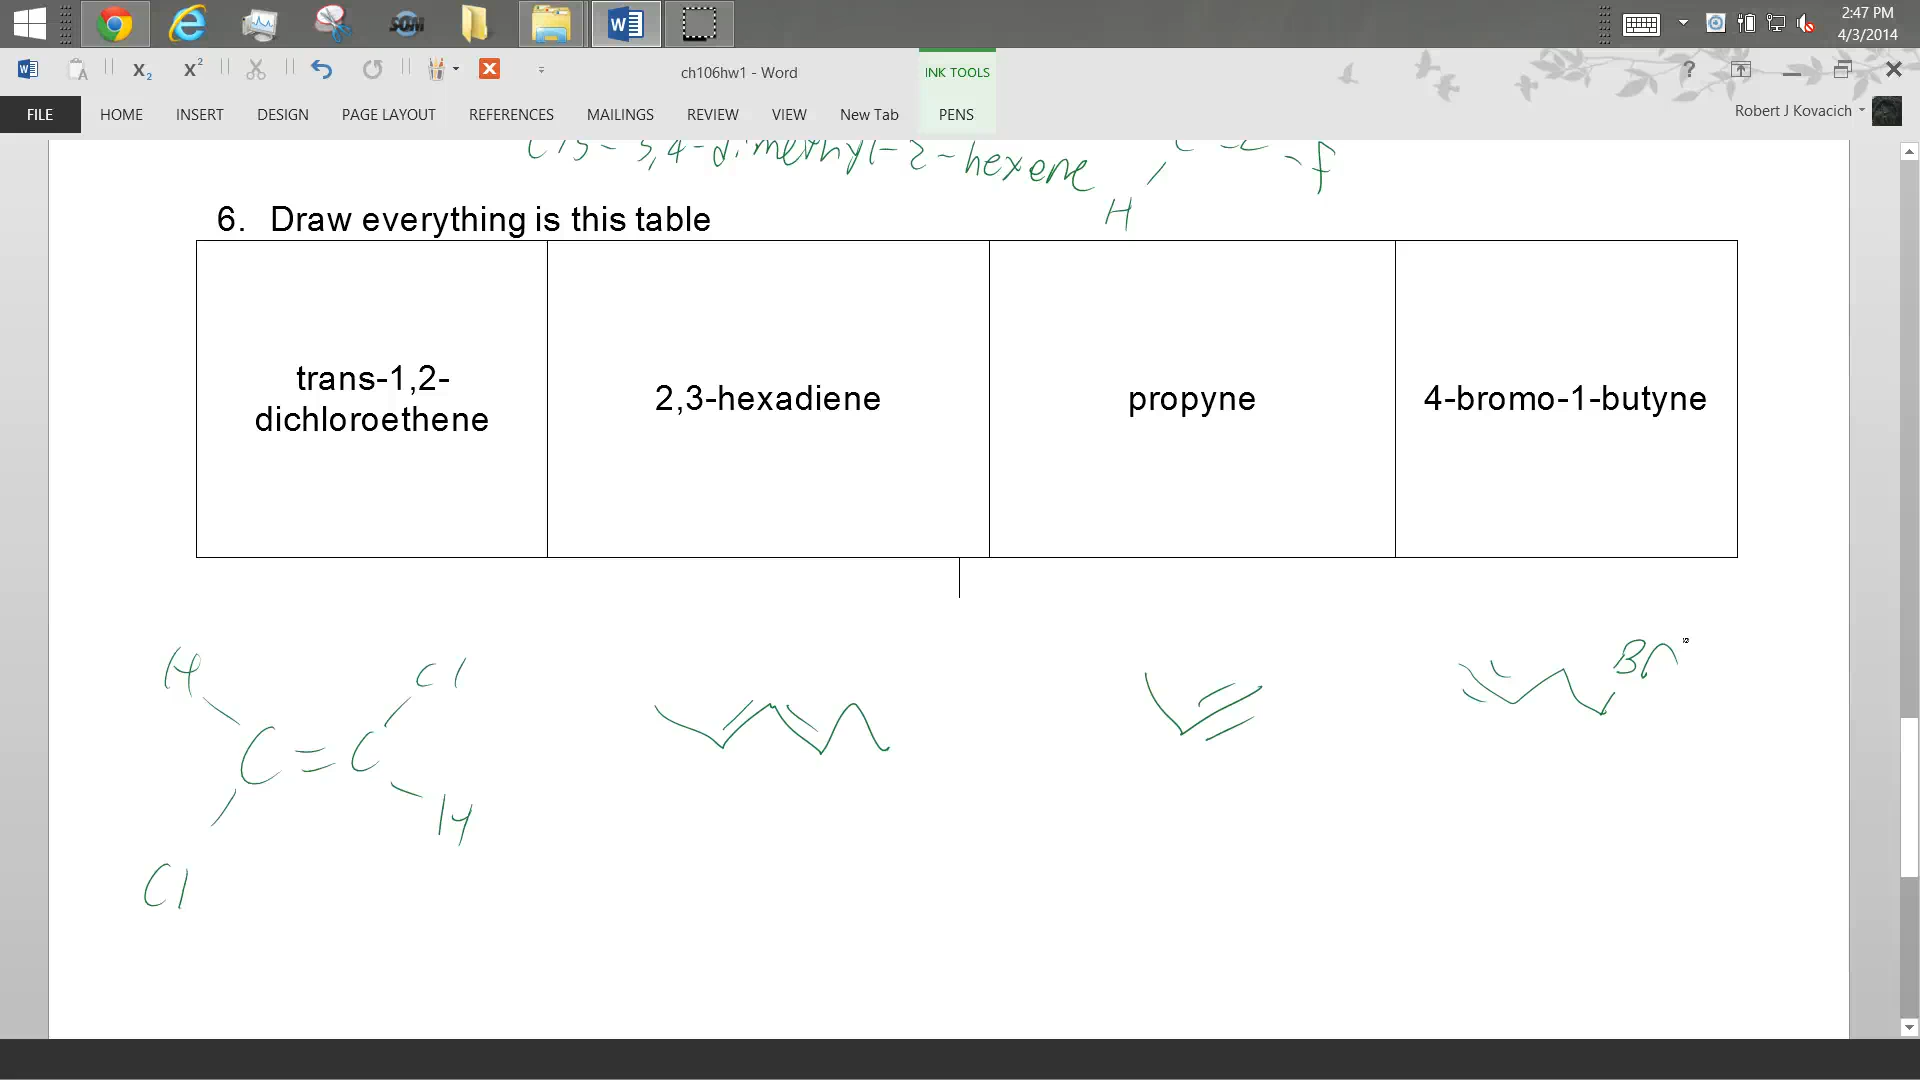 2:47 PM
4/3/2014
ch106hw1 - Word
INK TOOLS
FILE HOME INSERT DESIGN PAGE LAYOUT REFERENCES MAILINGS REVIEW VIEW New Tab PENS
Robert J Kovacich
3,4-dimethyl-2-hexene
H
6. Draw everything is this table
trans-1,2-
dichloroethene
2,3-hexadiene
propyne
4-bromo-1-butyne
H Cl
C = C
Cl H
Br